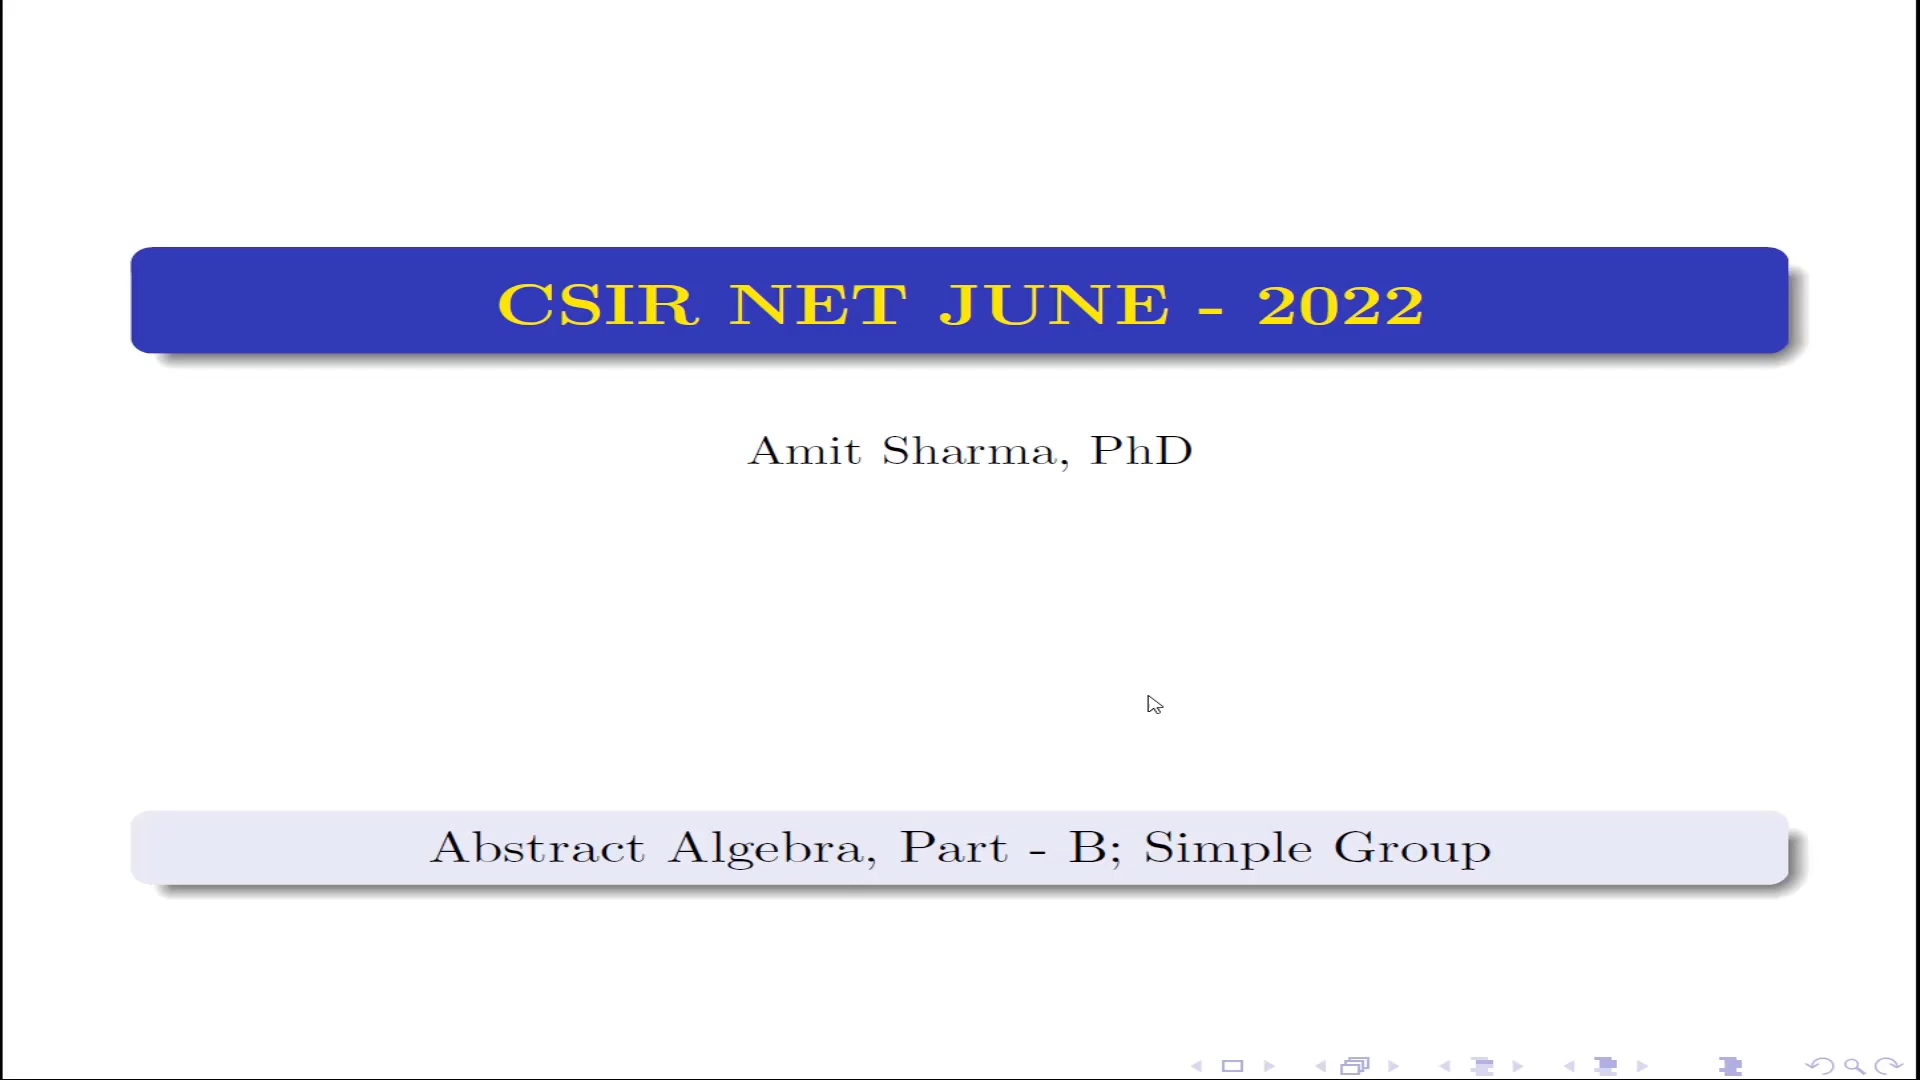 CSIR NET JUNE - 2022
Amit Sharma, PhD
Abstract Algebra, Part - B; Simple Group